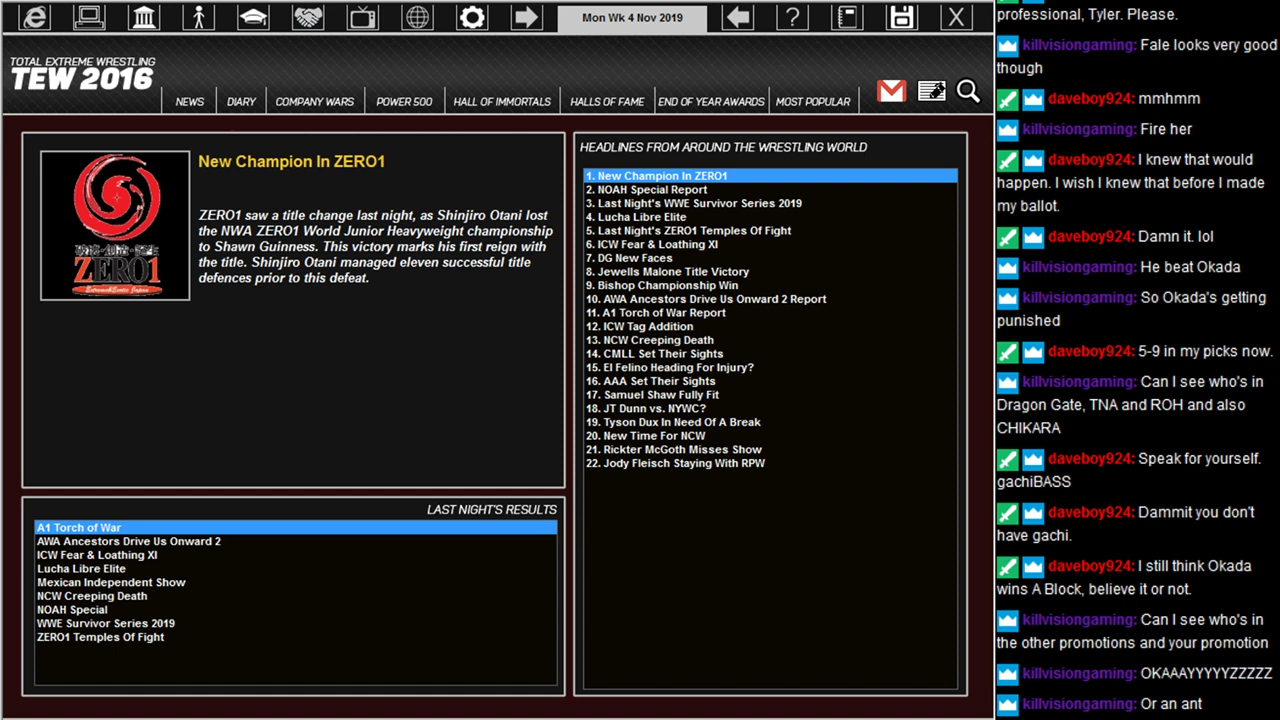 Mon Wk 4 Nov 2019
TOTAL EXTREME WRESTLING
TEW 2016
NEWS
DIARY
COMPANY WARS
POWER 500
HALL OF IMMORTALS
HALLS OF FAME
END OF YEAR AWARDS
MOST POPULAR
New Champion In ZERO1
ZERO1 saw a title change last night, as Shinjiro Otani lost
the NWA ZERO1 World Junior Heavyweight championship
to Shawn Guinness. This victory marks his first reign with
the title. Shinjiro Otani managed eleven successful title
defences prior to this defeat.
破壊・創造・誕生
ZERO1
LAST NIGHT'S RESULTS
A1 Torch of War
AWA Ancestors Drive Us Onward 2
ICW Fear & Loathing XI
Lucha Libre Elite
Mexican Independent Show
NCW Creeping Death
NOAH Special
WWE Survivor Series 2019
ZERO1 Temples Of Fight
HEADLINES FROM AROUND THE WRESTLING WORLD
1. New Champion In ZERO1
2. NOAH Special Report
3. Last Night's WWE Survivor Series 2019
4. Lucha Libre Elite
5. Last Night's ZERO1 Temples Of Fight
6. ICW Fear & Loathing XI
7. DG New Faces
8. Jewells Malone Title Victory
9. Bishop Championship Win
10. AWA Ancestors Drive Us Onward 2 Report
11. A1 Torch of War Report
12. ICW Tag Addition
13. NCW Creeping Death
14. CMLL Set Their Sights
15. El Felino Heading For Injury?
16. AAA Set Their Sights
17. Samuel Shaw Fully Fit
18. JT Dunn vs. NYWC?
19. Tyson Dux In Need Of A Break
20. New Time For NCW
21. Rickter McGoth Misses Show
22. Jody Fleisch Staying With RPW
professional, Tyler. Please.
killvisiongaming: Fale looks very good
though
daveboy924: mmhmm
killvisiongaming: Fire her
daveboy924: I knew that would
happen. I wish I knew that before I made
my ballot.
daveboy924: Damn it. lol
killvisiongaming: He beat Okada
killvisiongaming: So Okada's getting
punished
daveboy924: 5-9 in my picks now.
killvisiongaming: Can I see who's in
Dragon Gate, TNA and ROH and also
CHIKARA
daveboy924: Speak for yourself.
gachiBASS
daveboy924: Dammit you don't
have gachi.
daveboy924: I still think Okada
wins A Block, believe it or not.
killvisiongaming: Can I see who's in
the other promotions and your promotion
killvisiongaming: OKAAAYYYYYZZZZZ
killvisiongaming: Or an ant